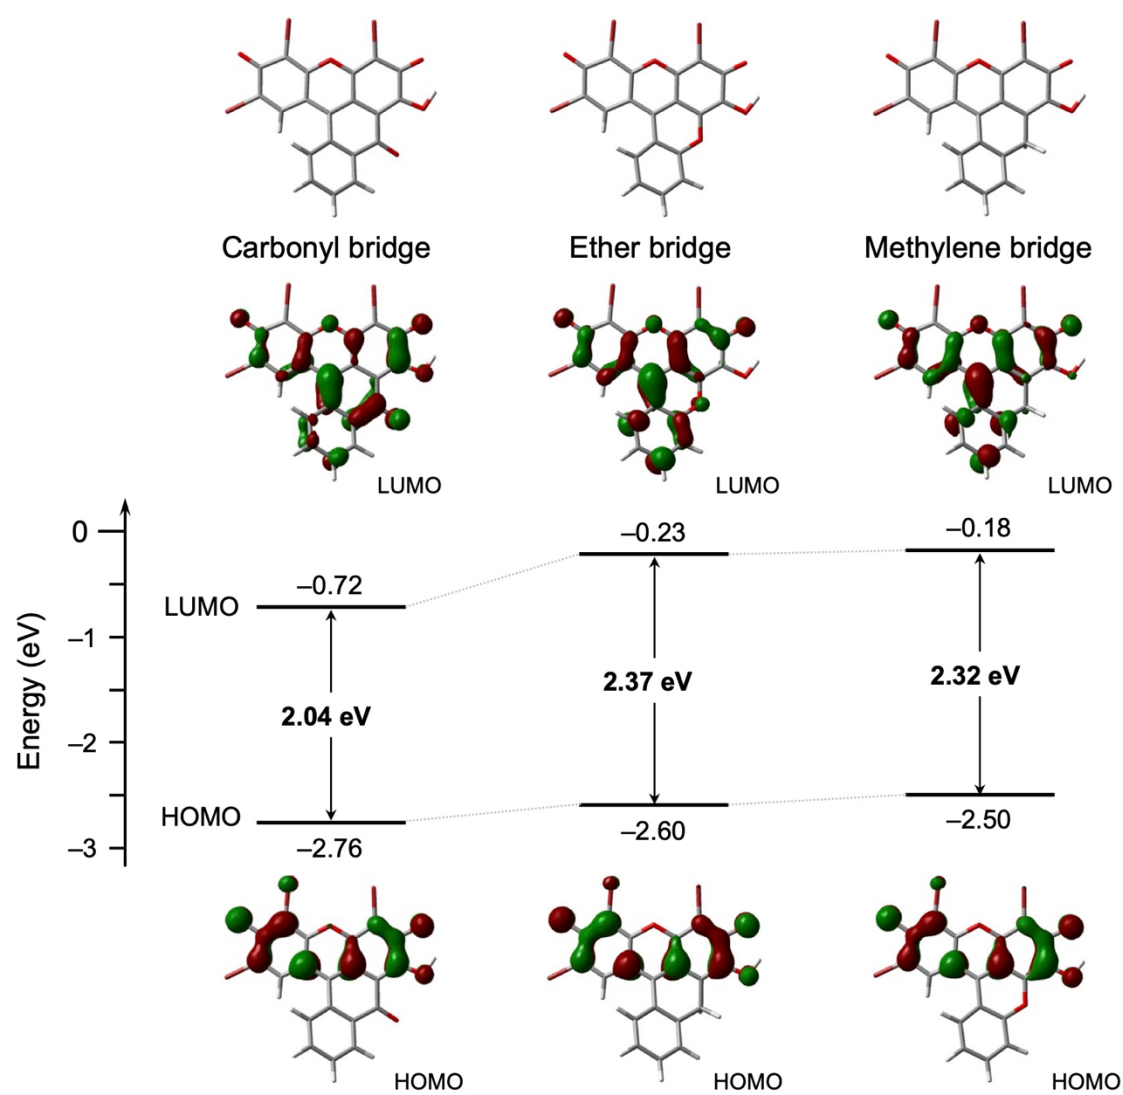 Carbonyl bridge Ether bridge Methylene bridge
LUMO LUMO LUMO
0
–0.23 –0.18
–0.72
LUMO
–1
2.37 eV 2.32 eV
2.04 eV
Energy (eV)
–2
HOMO
–2.60 –2.50
–3 –2.76
HOMO HOMO HOMO